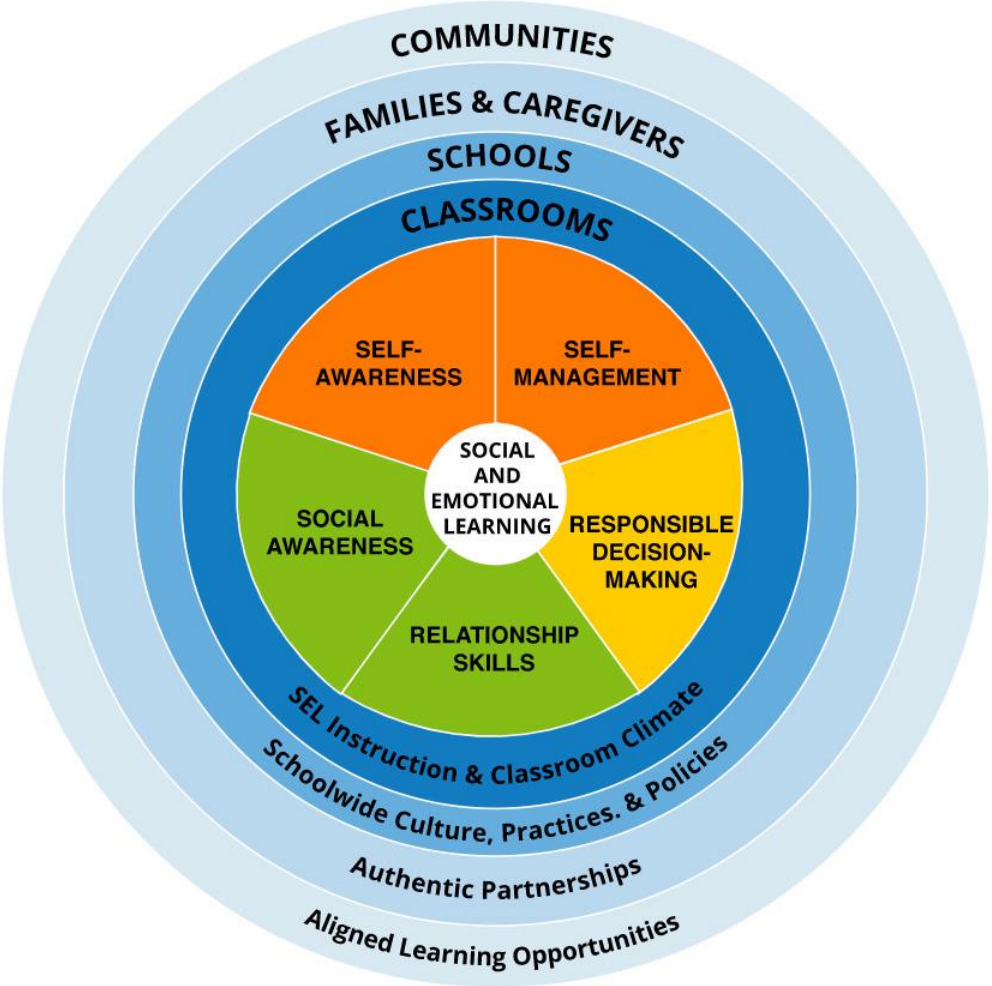 COMMUNITIES
FAMILIES & CAREGIVERS
SCHOOLS
CLASSROOMS
SELF-
AWARENESS
SELF-
MANAGEMENT
SOCIAL
AND
EMOTIONAL
LEARNING
SOCIAL
AWARENESS
RESPONSIBLE
DECISION-
MAKING
RELATIONSHIP
SKILLS
SEL Instruction & Classroom Climate
Schoolwide Culture, Practices. & Policies
Authentic Partnerships
Aligned Learning Opportunities